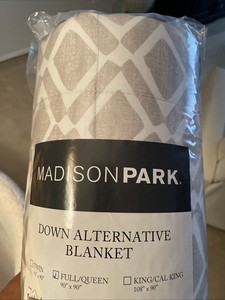 MADISON PARK®
DOWN ALTERNATIVE
BLANKET
FULL/QUEEN
90" x 90"
KING/CAL KING
108" x 90"